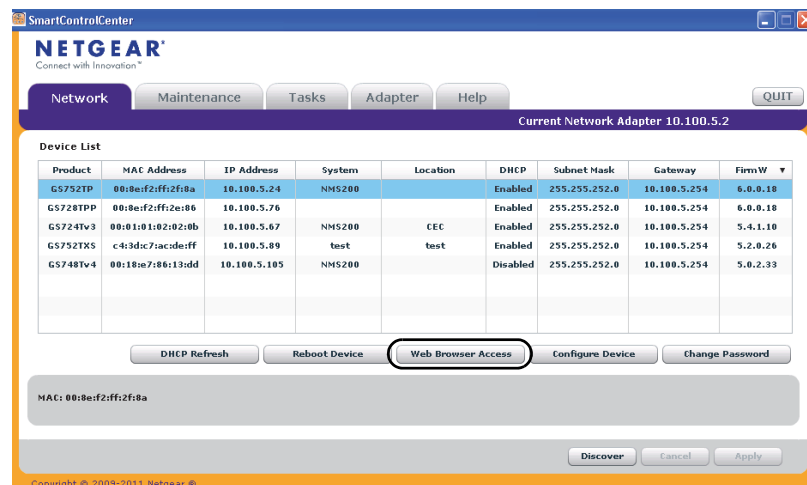 SmartControlCenter
NETGEAR®
Connect with Innovation™
Network Maintenance Tasks Adapter Help QUIT
Current Network Adapter 10.100.5.2
Device List
Product MAC Address IP Address System Location DHCP Subnet Mask Gateway FirmW ▼
GS752TP 00:8e:f2:ff:2f:8a 10.100.5.24 NMS200 Enabled 255.255.252.0 10.100.5.254 6.0.0.18
GS728TPP 00:8e:f2:ff:2e:86 10.100.5.76 Enabled 255.255.252.0 10.100.5.254 6.0.0.18
GS724Tv3 00:01:01:02:02:0b 10.100.5.67 NMS200 CEC Enabled 255.255.252.0 10.100.5.254 5.4.1.10
GS752TXS c4:3d:c7:ac:de:ff 10.100.5.89 test test Enabled 255.255.252.0 10.100.5.254 5.2.0.26
GS748Tv4 00:18:e7:86:13:dd 10.100.5.105 NMS200 Disabled 255.255.252.0 10.100.5.254 5.0.2.33
DHCP Refresh Reboot Device Web Browser Access Configure Device Change Password
MAC: 00:8e:f2:ff:2f:8a
Discover Cancel Apply
Copyright © 2009-2011 Netgear ®